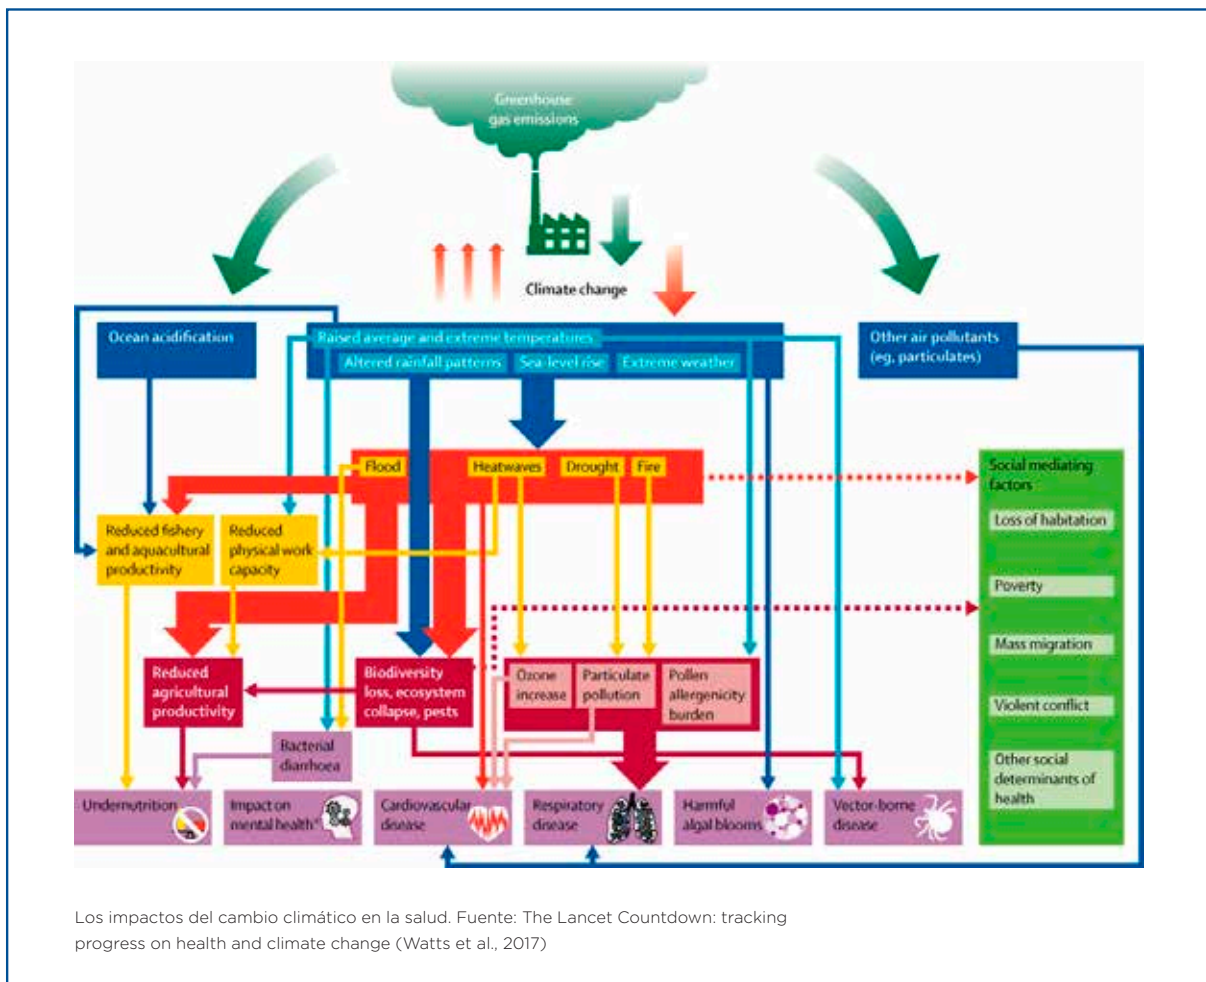 Greenhouse
gas emissions
Climate change
Ocean acidification
Raised average and extreme temperatures
Altered rainfall patterns
Sea-level rise
Extreme weather
Other air pollutants
(eg, particulates)
Flood
Heatwaves
Drought
Fire
Social mediating
factors
Loss of habitation
Poverty
Mass migration
Violent conflict
Other social
determinants of
health
Reduced fishery
and aquacultural
productivity
Reduced
physical work
capacity
Reduced
agricultural
productivity
Biodiversity
loss, ecosystem
collapse, pests
Ozone
increase
Particulate
pollution
Pollen
allergenicity
burden
Bacterial
diarrhoea
Undernutrition
Impact on
mental health*
Cardiovascular
disease
Respiratory
disease
Harmful
algal blooms
Vector-borne
disease
Los impactos del cambio climático en la salud. Fuente: The Lancet Countdown: tracking
progress on health and climate change (Watts et al., 2017)